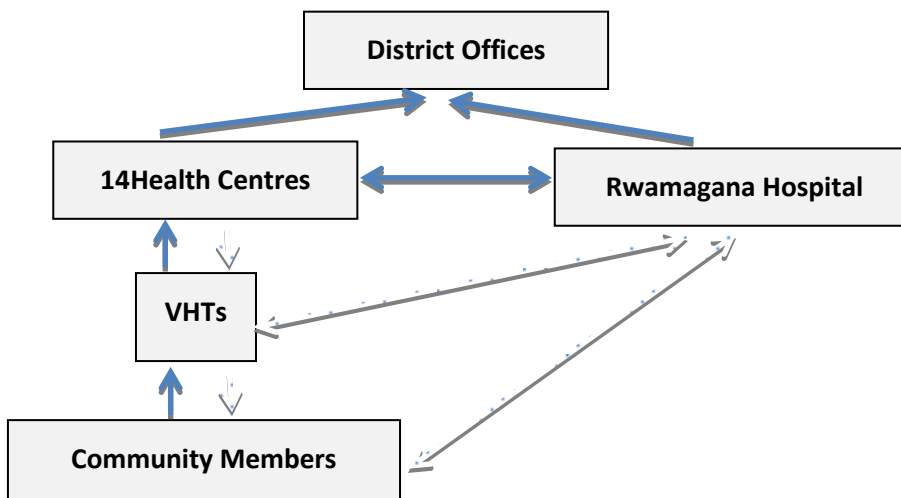 District Offices
14Health Centres
Rwamagana Hospital
VHTs
Community Members